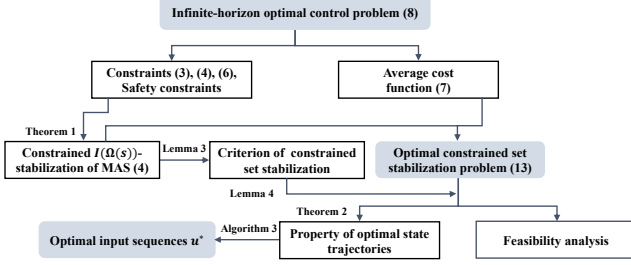 Infinite-horizon optimal control problem (8)
Constraints (3), (4), (6),
Safety constraints
Average cost
function (7)
Theorem 1
Constrained I(Ω(s))-
stabilization of MAS (4)
Lemma 3
Criterion of constrained
set stabilization
Optimal constrained set
stabilization problem (13)
Lemma 4
Theorem 2
Optimal input sequences u*
Algorithm 3
Property of optimal state
trajectories
Feasibility analysis